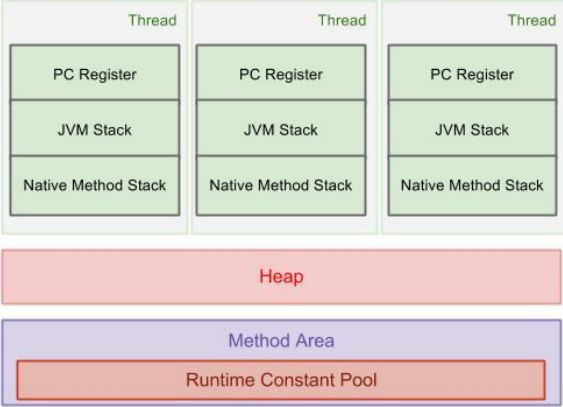 Thread
Thread
Thread
PC Register
PC Register
PC Register
JVM Stack
JVM Stack
JVM Stack
Native Method Stack
Native Method Stack
Native Method Stack
Heap
Method Area
Runtime Constant Pool